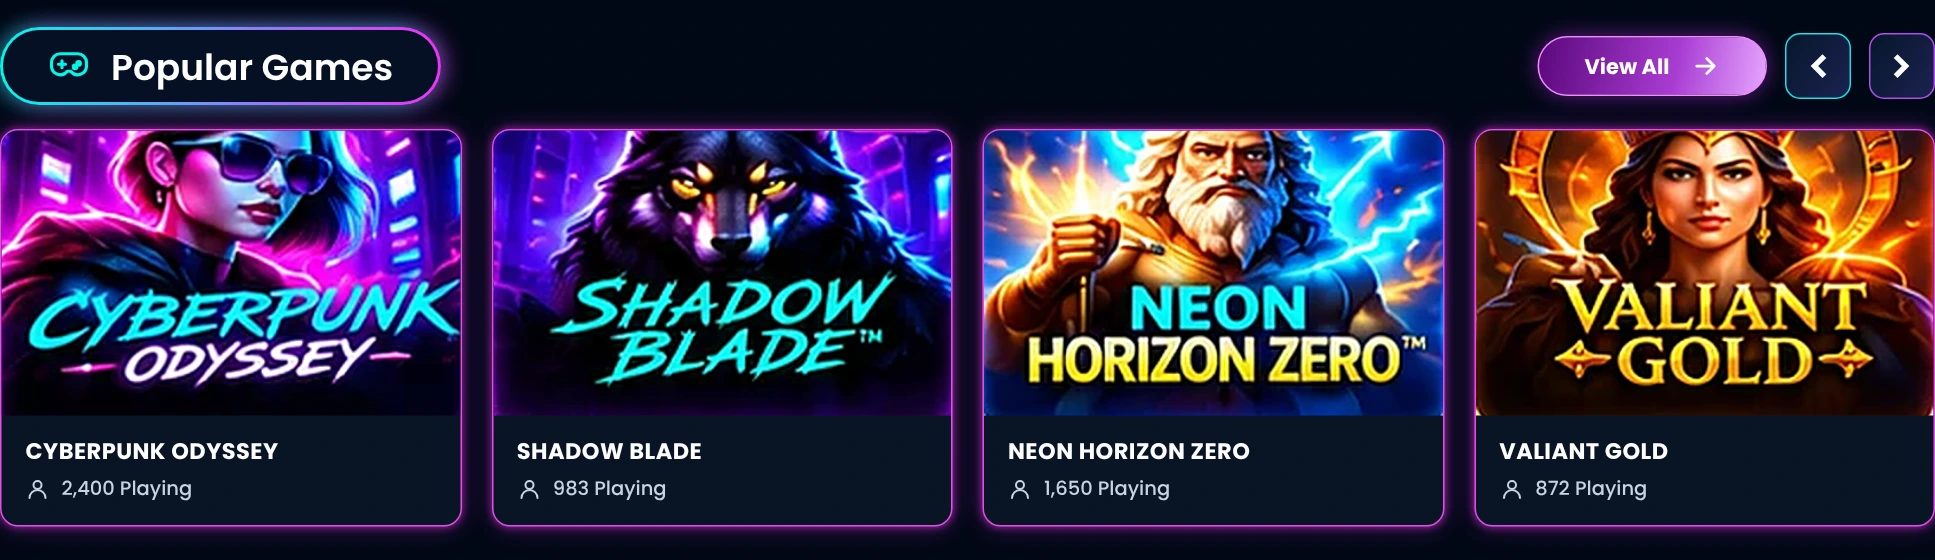 Popular Games
View All
CYBERPUNK
ODYSSEY
SHADOW
BLADE™
NEON
HORIZON ZERO™
VALIANT
GOLD
CYBERPUNK ODYSSEY
2,400 Playing
SHADOW BLADE
983 Playing
NEON HORIZON ZERO
1,650 Playing
VALIANT GOLD
872 Playing